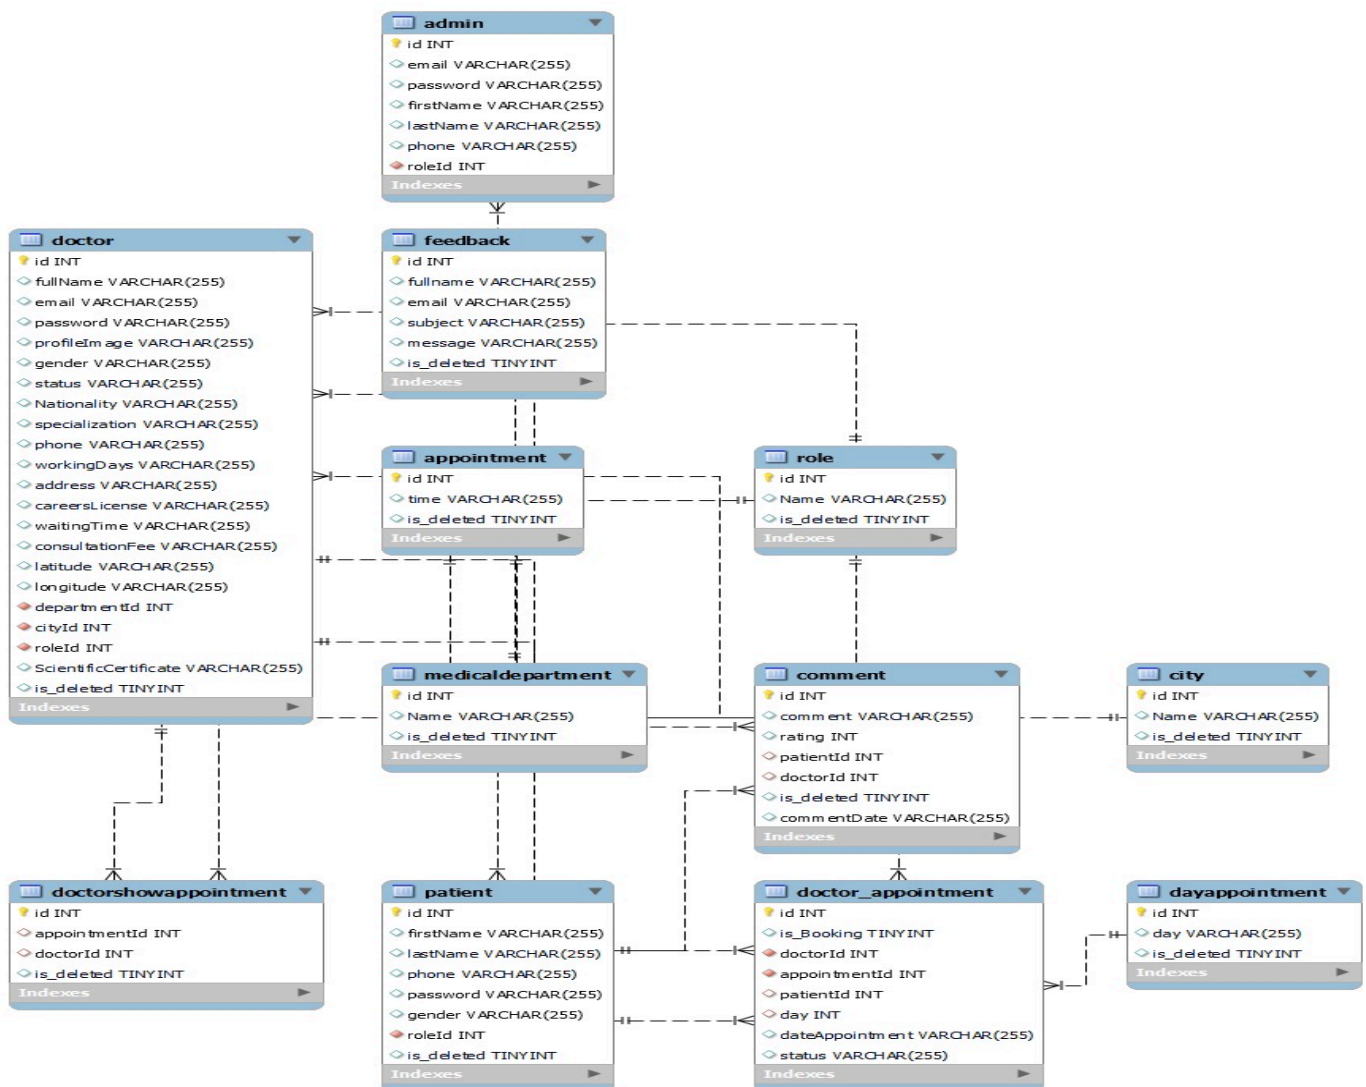 admin
id INT
email VARCHAR(255)
password VARCHAR(255)
firstName VARCHAR(255)
lastName VARCHAR(255)
phone VARCHAR(255)
roleId INT
Indexes
doctor
id INT
fullName VARCHAR(255)
email VARCHAR(255)
password VARCHAR(255)
profileImage VARCHAR(255)
gender VARCHAR(255)
status VARCHAR(255)
Nationality VARCHAR(255)
specialization VARCHAR(255)
phone VARCHAR(255)
workingDays VARCHAR(255)
address VARCHAR(255)
careersLicense VARCHAR(255)
waitingTime VARCHAR(255)
consultationFee VARCHAR(255)
latitude VARCHAR(255)
longitude VARCHAR(255)
departmentId INT
cityId INT
roleId INT
ScientificCertificate VARCHAR(255)
is_deleted TINYINT
Indexes
feedback
id INT
fullname VARCHAR(255)
email VARCHAR(255)
subject VARCHAR(255)
message VARCHAR(255)
is_deleted TINYINT
Indexes
appointment
id INT
time VARCHAR(255)
is_deleted TINYINT
Indexes
role
id INT
Name VARCHAR(255)
is_deleted TINYINT
Indexes
medicaldepartment
id INT
Name VARCHAR(255)
is_deleted TINYINT
Indexes
comment
id INT
comment VARCHAR(255)
rating INT
patientId INT
doctorId INT
is_deleted TINYINT
commentDate VARCHAR(255)
Indexes
city
id INT
Name VARCHAR(255)
is_deleted TINYINT
Indexes
doctorshowappointment
id INT
appointmentId INT
doctorId INT
is_deleted TINYINT
Indexes
patient
id INT
firstName VARCHAR(255)
lastName VARCHAR(255)
phone VARCHAR(255)
password VARCHAR(255)
gender VARCHAR(255)
roleId INT
is_deleted TINYINT
Indexes
doctor_appointment
id INT
is_Booking TINYINT
doctorId INT
appointmentId INT
patientId INT
day INT
dateAppointment VARCHAR(255)
status VARCHAR(255)
Indexes
dayappointment
id INT
day VARCHAR(255)
is_deleted TINYINT
Indexes